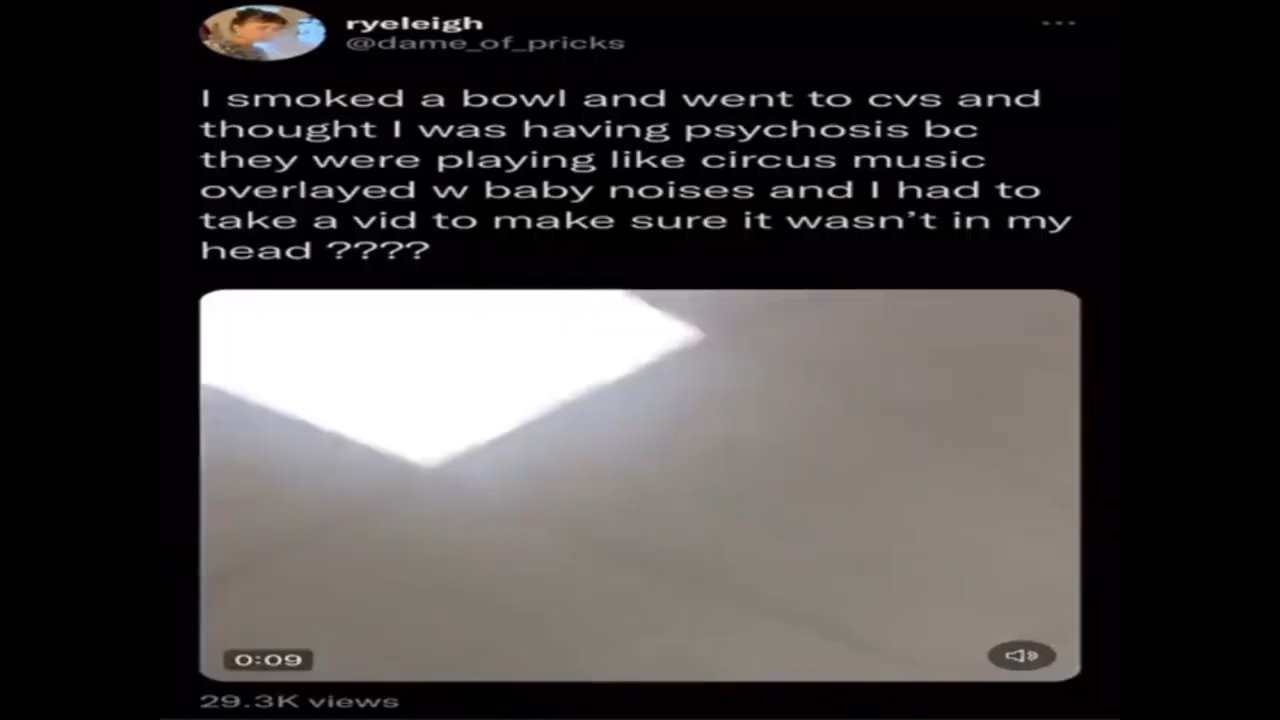 ryeleigh
@dame_of_pricks
I smoked a bowl and went to cvs and
thought I was having psychosis bc
they were playing like circus music
overlayed w baby noises and I had to
take a vid to make sure it wasn't in my
head ????
0:09
29.3K views